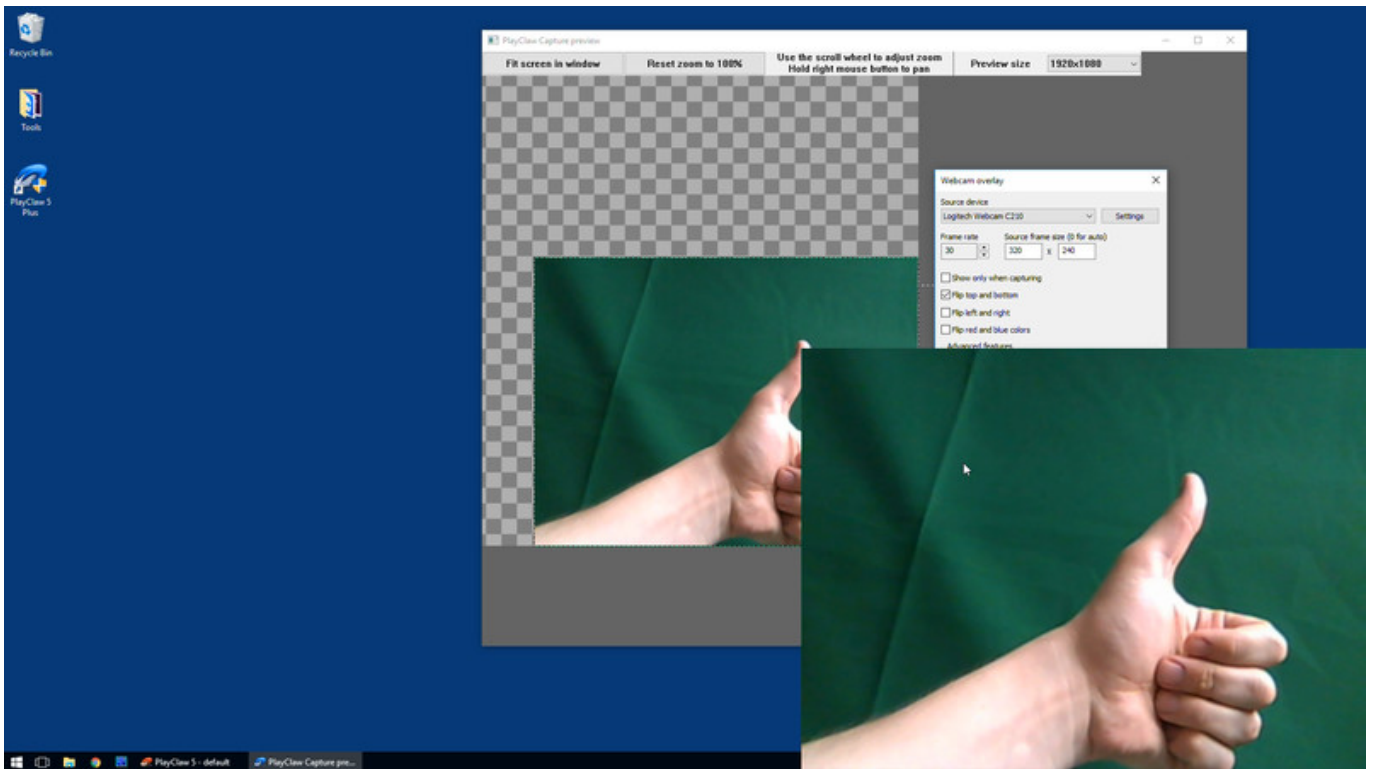 Recycle Bin
Tools
PlayClaw 5
Plus
PlayClaw Capture preview
Fit screen in window
Reset zoom to 100%
Use the scroll wheel to adjust zoom
Hold right mouse button to pan
Preview size
1920x1080
Webcam overlay
Source device
Logitech Webcam C210
Settings
Frame rate
Source frame size (0 for auto)
30
320 x 240
Show only when capturing
Flip top and bottom
Flip left and right
Flip red and blue colors
Advanced features
PlayClaw 5 - default
PlayClaw Capture pre...